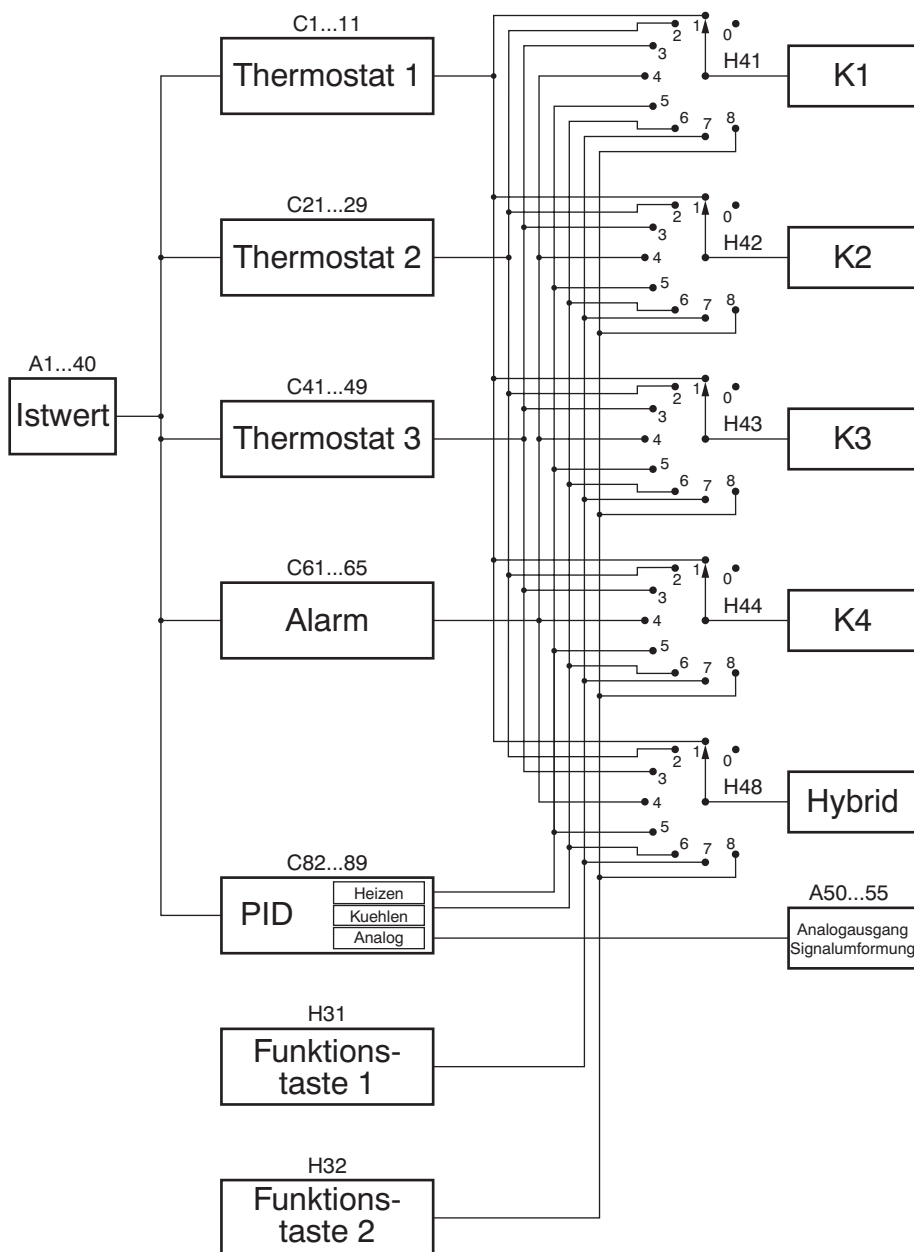 C1...11
Thermostat 1
1
0
2
3
H41
4
K1
5
6
7
8
C21...29
Thermostat 2
1
0
2
3
H42
4
K2
5
6
7
8
A1...40
Istwert
C41...49
Thermostat 3
1
0
2
3
H43
4
K3
5
6
7
8
C61...65
Alarm
1
0
2
3
H44
4
K4
5
6
7
8
1
0
2
3
H48
4
Hybrid
5
6
7
8
C82...89
PID
Heizen
Kuehlen
Analog
A50...55
Analogausgang
Signalumformung
H31
Funktions-
taste 1
H32
Funktions-
taste 2